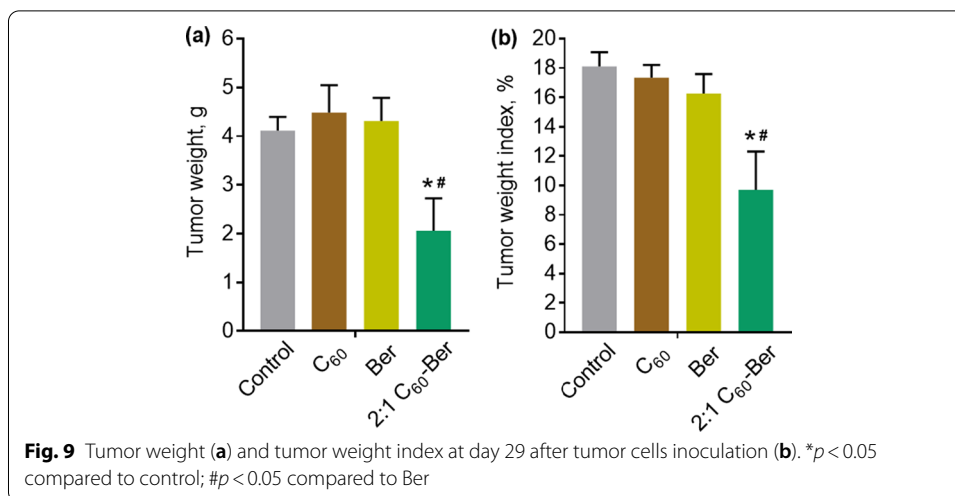 (a)
6
5
4
3
2
1
0
Tumor weight, g
Control
C₆₀
Ber
2:1 C₆₀-Ber
* #
(b)
20
18
16
14
12
10
8
6
4
2
0
Tumor weight index, %
Control
C₆₀
Ber
2:1 C₆₀-Ber
* #
Fig. 9 Tumor weight (a) and tumor weight index at day 29 after tumor cells inoculation (b). *p < 0.05
compared to control; #p < 0.05 compared to Ber